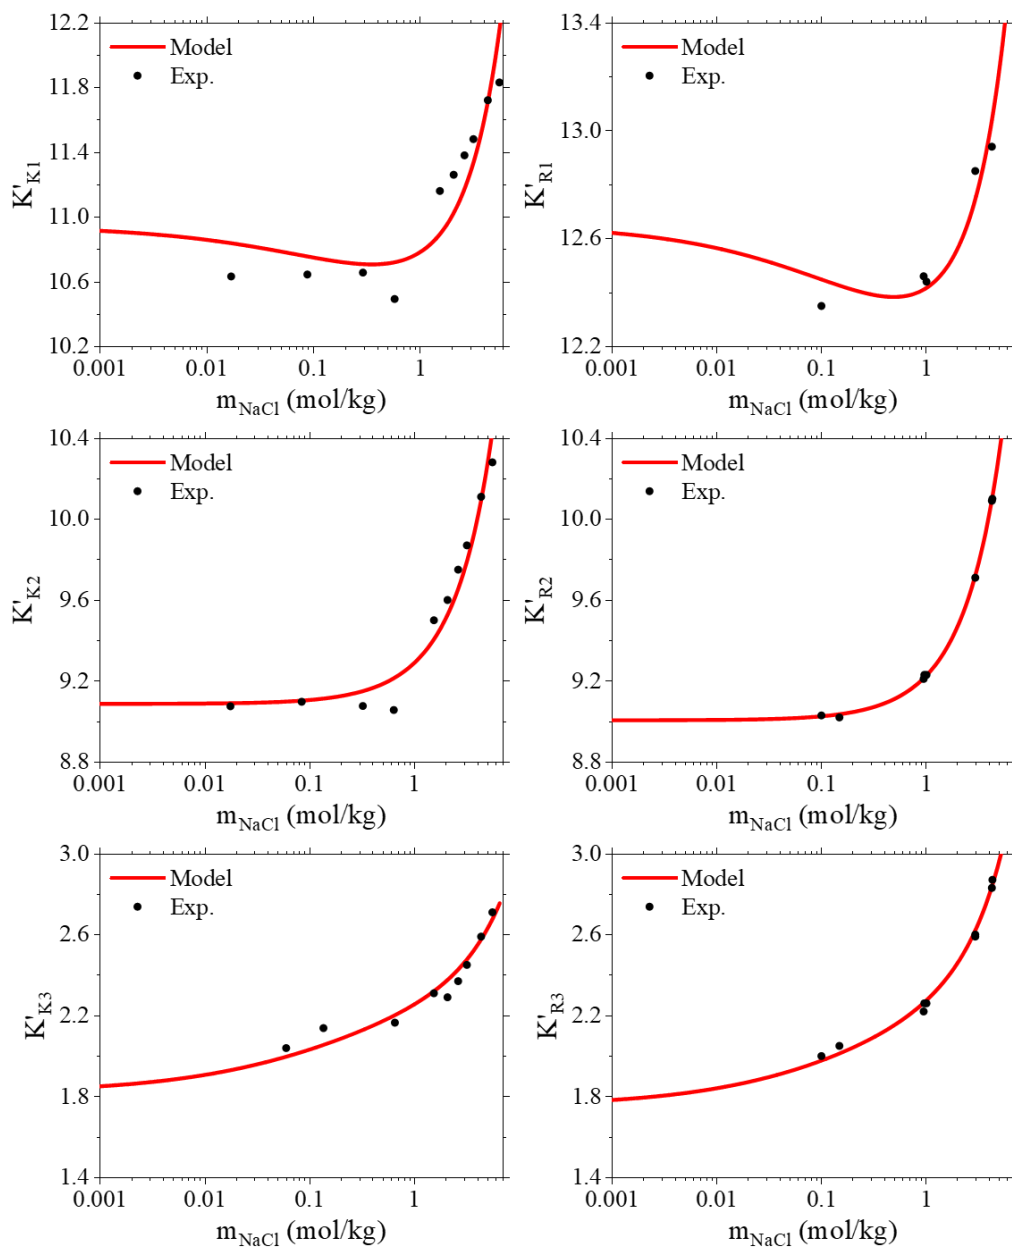 12.2
11.8
11.4
11.0
10.6
10.2
K'K1
Model
Exp.
0.001
0.01
0.1
1
mNaCl (mol/kg)
13.4
13.0
12.6
12.2
K'R1
Model
Exp.
0.001
0.01
0.1
1
mNaCl (mol/kg)
10.4
10.0
9.6
9.2
8.8
K'K2
Model
Exp.
0.001
0.01
0.1
1
mNaCl (mol/kg)
10.4
10.0
9.6
9.2
8.8
K'R2
Model
Exp.
0.001
0.01
0.1
1
mNaCl (mol/kg)
3.0
2.6
2.2
1.8
1.4
K'K3
Model
Exp.
0.001
0.01
0.1
1
mNaCl (mol/kg)
3.0
2.6
2.2
1.8
1.4
K'R3
Model
Exp.
0.001
0.01
0.1
1
mNaCl (mol/kg)